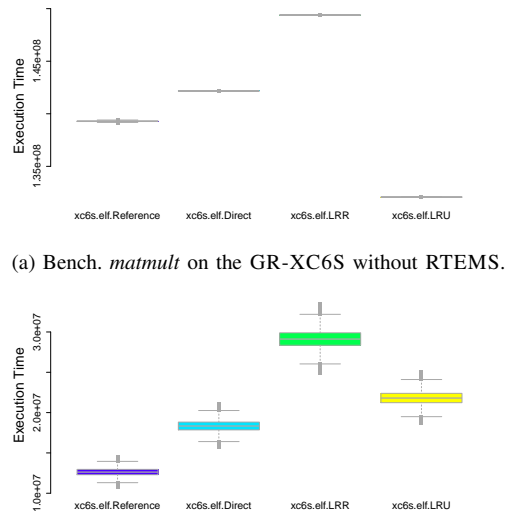 Execution Time
1.45e+08
1.35e+08
xc6s.elf.Reference xc6s.elf.Direct xc6s.elf.LRR xc6s.elf.LRU
(a) Bench. matmult on the GR-XC6S without RTEMS.
Execution Time
3.0e+07
2.0e+07
1.0e+07
xc6s.elf.Reference xc6s.elf.Direct xc6s.elf.LRR xc6s.elf.LRU